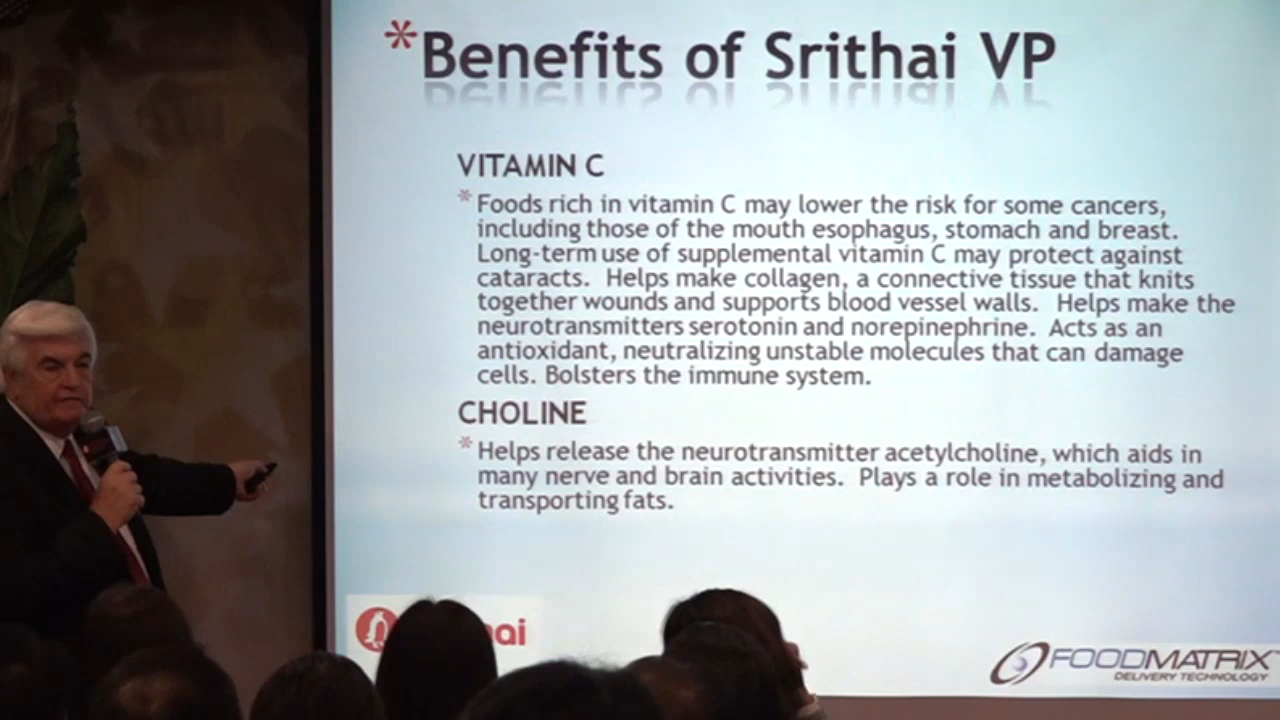 *Benefits of Srithai VP
VITAMIN C
* Foods rich in vitamin C may lower the risk for some cancers,
including those of the mouth esophagus, stomach and breast.
Long-term use of supplemental vitamin C may protect against
cataracts. Helps make collagen, a connective tissue that knits
together wounds and supports blood vessel walls. Helps make the
neurotransmitters serotonin and norepinephrine. Acts as an
antioxidant, neutralizing unstable molecules that can damage
cells. Bolsters the immune system.
CHOLINE
* Helps release the neurotransmitter acetylcholine, which aids in
many nerve and brain activities. Plays a role in metabolizing and
transporting fats.
FOODMATRIX™
DELIVERY TECHNOLOGY